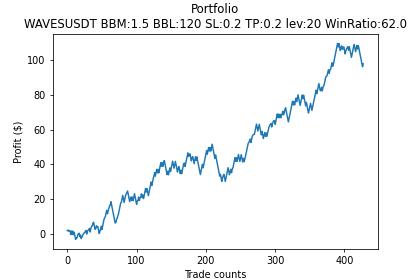 Portfolio
WAVESUSDT BBM:1.5 BBL:120 SL:0.2 TP:0.2 lev:20 WinRatio:62.0
100
80
60
40
20
0
Profit ($)
0 100 200 300 400
Trade counts